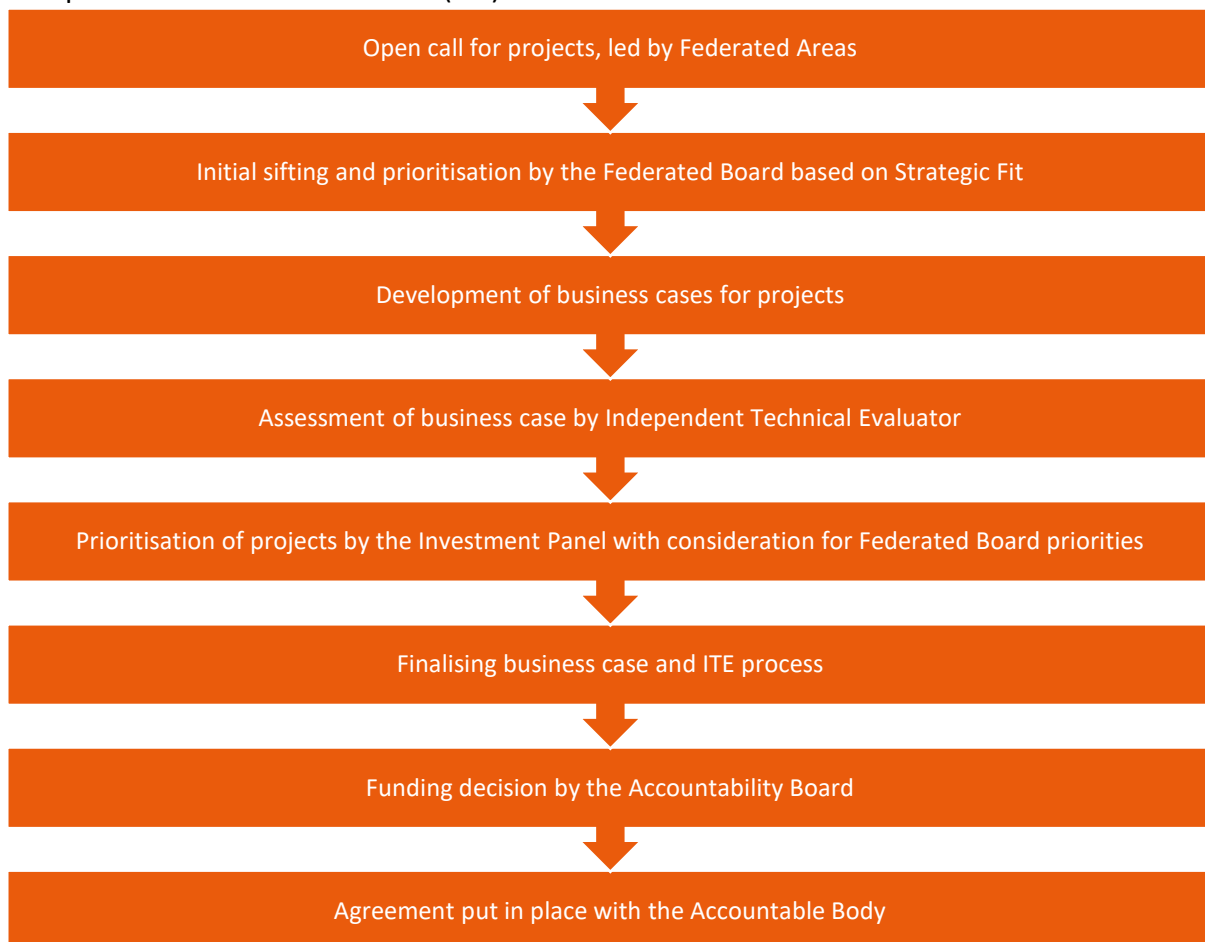 Open call for projects, led by Federated Areas
Initial sifting and prioritisation by the Federated Board based on Strategic Fit
Development of business cases for projects
Assessment of business case by Independent Technical Evaluator
Prioritisation of projects by the Investment Panel with consideration for Federated Board priorities
Finalising business case and ITE process
Funding decision by the Accountability Board
Agreement put in place with the Accountable Body